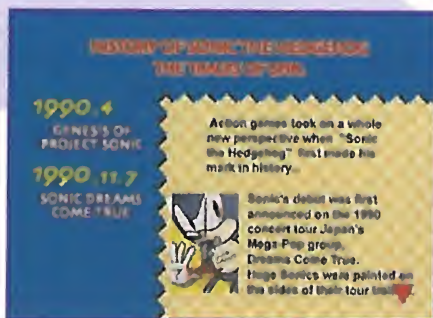 HISTORY OF SONIC THE HEDGEHOG
THE
1990.4
GENESIS OF
PROJECT SONIC
1990.11.7
SONIC DREAMS
COME TRUE
Action games took on a whole
new perspective when "Sonic
the Hedgehog" first made his
mark in history...
Sonic's debut was first
announced on the 1990
concert tour Japan's
Mega-Pop group,
Dreams Come True.
Huge Sonics were painted on
the sides of their tour